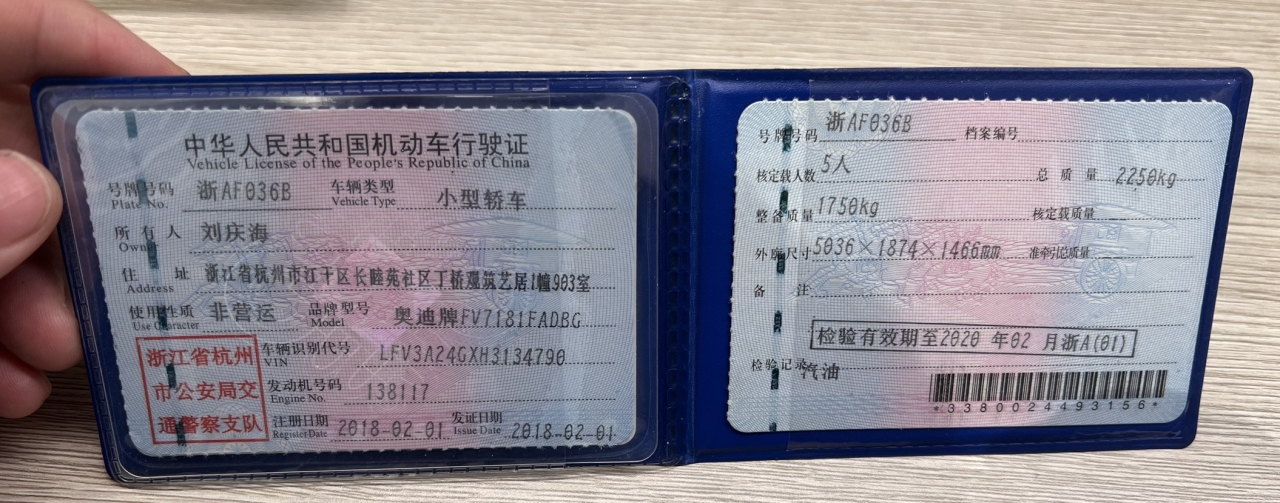 中华人民共和国机动车行驶证
Vehicle License of the People's Republic of China
号牌号码 浙AF036B 车辆类型 小型轿车
Plate No. Vehicle Type
所有人 刘庆海
Owner
住址 浙江省杭州市江干区长睦苑社区丁桥观筑艺居1幢903室
Address
使用性质 非营运 品牌型号 奥迪牌FV7181FADBG
Use Character Model
浙江省杭州
市公安局交
通警察支队
车辆识别代号 LFV3A24GXH3134790
VIN
发动机号码 138117
Engine No.
注册日期 2018-02-01 发证日期 2018-02-01
Register Date Issue Date
号牌号码 浙AF036B 档案编号
核定载人数 5人 总质量 2250kg
整备质量 1750kg 核定载质量
外廓尺寸 5036×1874×1466mm 准牵引总质量
备注
检验有效期至2020 年02 月浙A(01)
检验记录 汽油
*3380024493156*